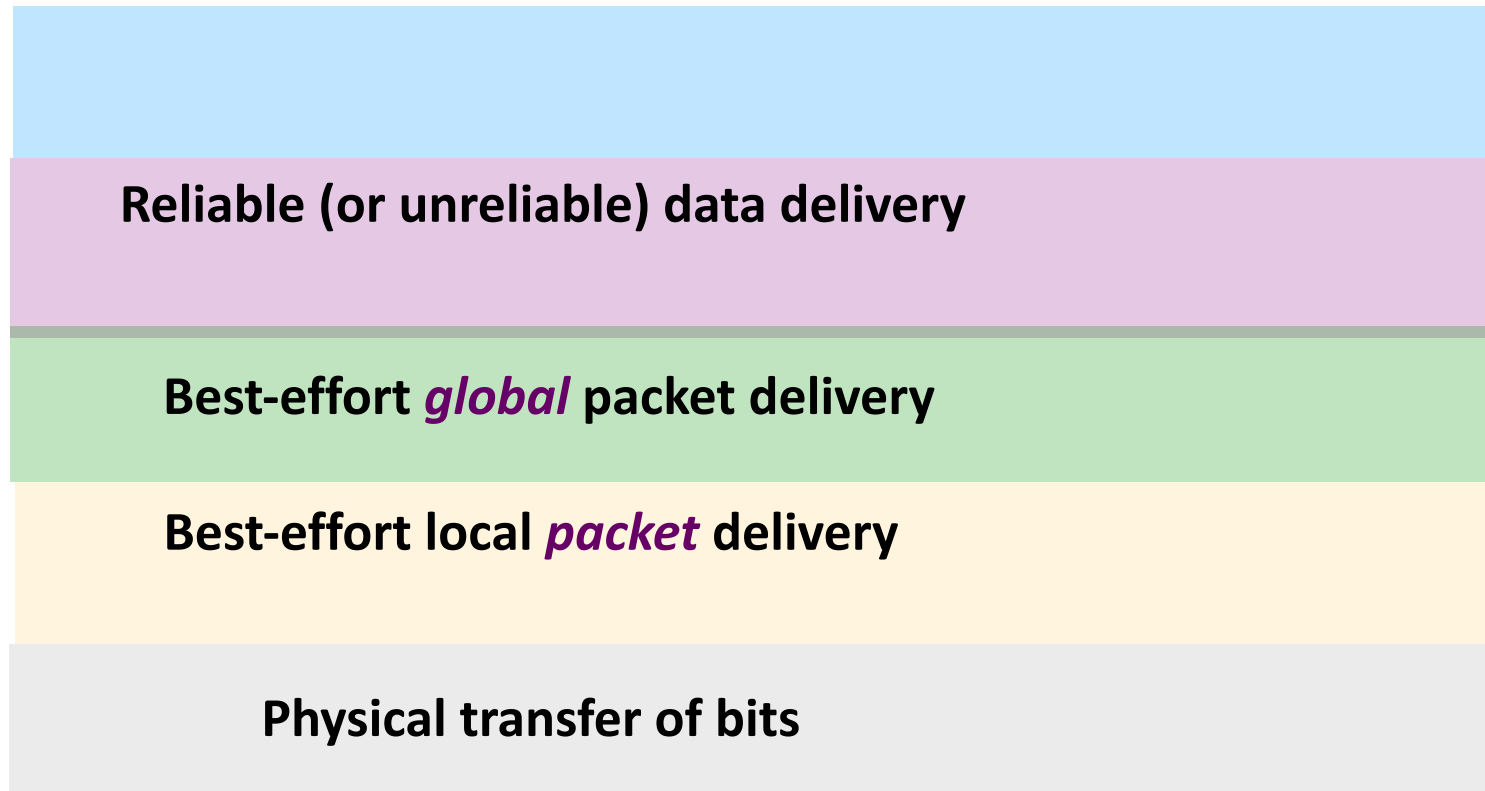 Reliable (or unreliable) data delivery
Best-effort global packet delivery
Best-effort local packet delivery
Physical transfer of bits